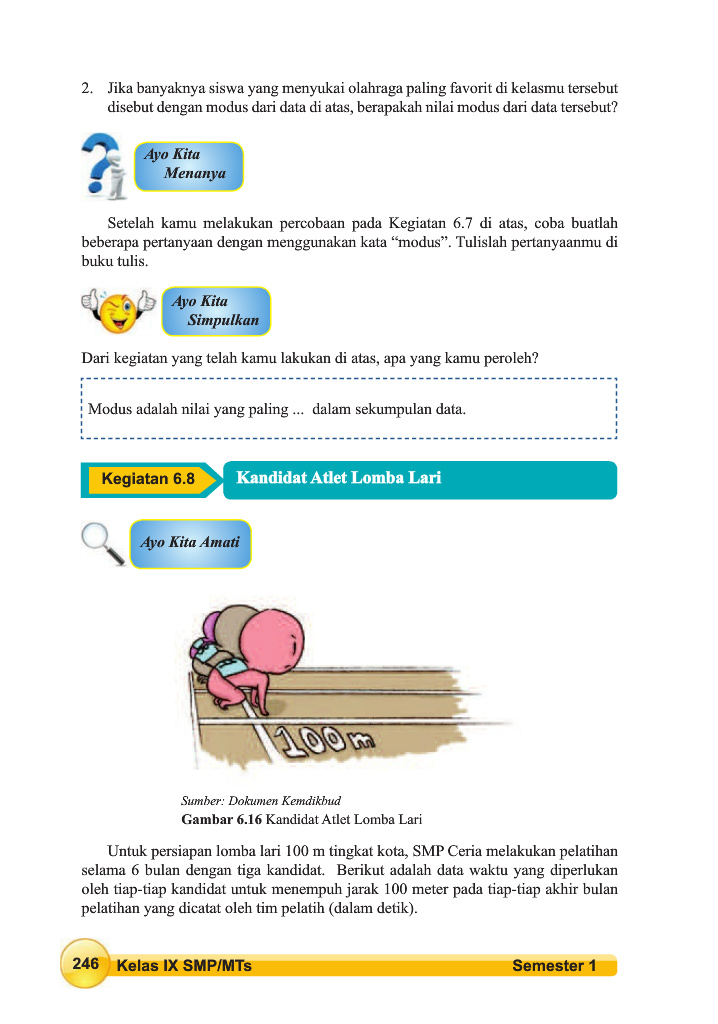 2. Jika banyaknya siswa yang menyukai olahraga paling favorit di kelasmu tersebut
disebut dengan modus dari data di atas, berapakah nilai modus dari data tersebut?
Ayo Kita
Menanya
Setelah kamu melakukan percobaan pada Kegiatan 6.7 di atas, coba buatlah
beberapa pertanyaan dengan menggunakan kata “modus”. Tulislah pertanyaanmu di
buku tulis.
Ayo Kita
Simpulkan
Dari kegiatan yang telah kamu lakukan di atas, apa yang kamu peroleh?
Modus adalah nilai yang paling ... dalam sekumpulan data.
Kegiatan 6.8
Kandidat Atlet Lomba Lari
Ayo Kita Amati
100 m
Sumber: Dokumen Kemdikbud
Gambar 6.16 Kandidat Atlet Lomba Lari
Untuk persiapan lomba lari 100 m tingkat kota, SMP Ceria melakukan pelatihan
selama 6 bulan dengan tiga kandidat. Berikut adalah data waktu yang diperlukan
oleh tiap-tiap kandidat untuk menempuh jarak 100 meter pada tiap-tiap akhir bulan
pelatihan yang dicatat oleh tim pelatih (dalam detik).
246 Kelas IX SMP/MTs
Semester 1